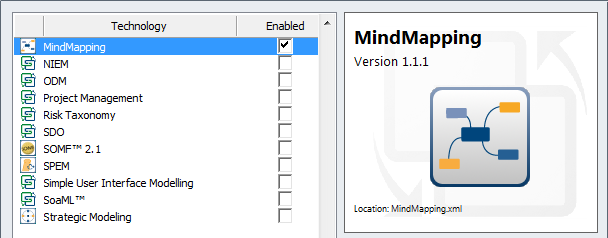 Technology Enabled
MindMapping
NIEM
ODM
Project Management
Risk Taxonomy
SDO
SOMF™ 2.1
SPEM
Simple User Interface Modelling
SoaML™
Strategic Modeling
MindMapping
Version 1.1.1
Location: MindMapping.xml